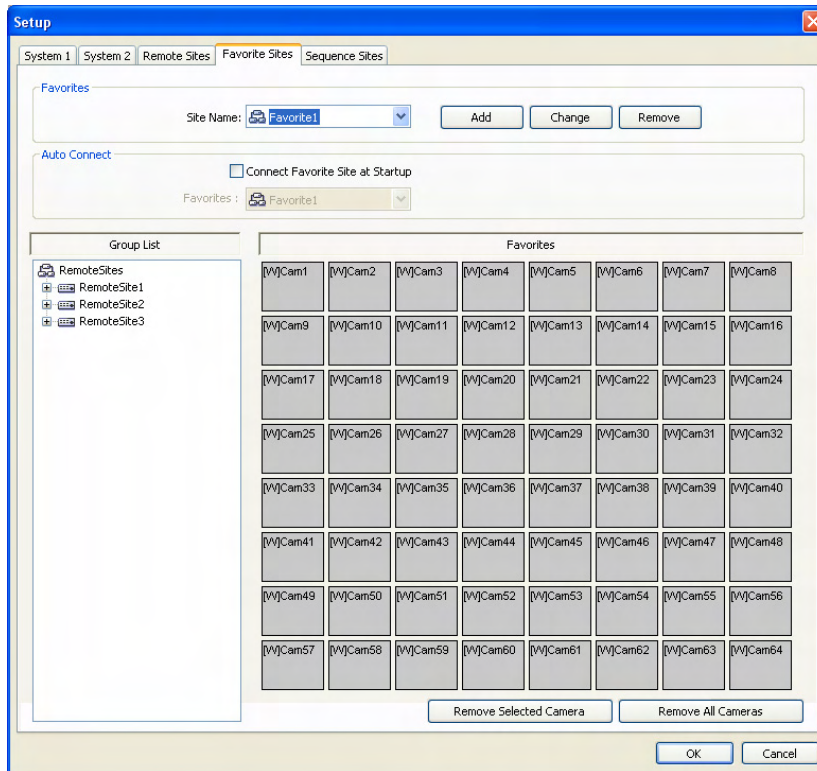 Setup
System 1 System 2 Remote Sites Favorite Sites Sequence Sites
Favorites
Site Name: Favorite1 Add Change Remove
Auto Connect
Connect Favorite Site at Startup
Favorites : Favorite1
Group List Favorites
RemoteSites
RemoteSite1
RemoteSite2
RemoteSite3
[W]Cam1 [W]Cam2 [W]Cam3 [W]Cam4 [W]Cam5 [W]Cam6 [W]Cam7 [W]Cam8
[W]Cam9 [W]Cam10 [W]Cam11 [W]Cam12 [W]Cam13 [W]Cam14 [W]Cam15 [W]Cam16
[W]Cam17 [W]Cam18 [W]Cam19 [W]Cam20 [W]Cam21 [W]Cam22 [W]Cam23 [W]Cam24
[W]Cam25 [W]Cam26 [W]Cam27 [W]Cam28 [W]Cam29 [W]Cam30 [W]Cam31 [W]Cam32
[W]Cam33 [W]Cam34 [W]Cam35 [W]Cam36 [W]Cam37 [W]Cam38 [W]Cam39 [W]Cam40
[W]Cam41 [W]Cam42 [W]Cam43 [W]Cam44 [W]Cam45 [W]Cam46 [W]Cam47 [W]Cam48
[W]Cam49 [W]Cam50 [W]Cam51 [W]Cam52 [W]Cam53 [W]Cam54 [W]Cam55 [W]Cam56
[W]Cam57 [W]Cam58 [W]Cam59 [W]Cam60 [W]Cam61 [W]Cam62 [W]Cam63 [W]Cam64
Remove Selected Camera Remove All Cameras
OK Cancel